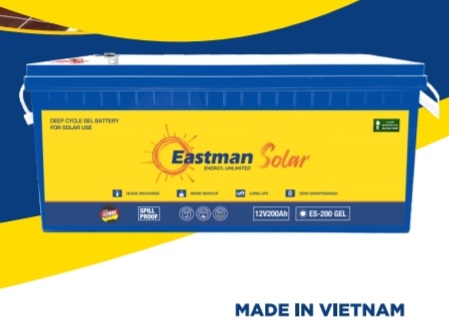 DEEP CYCLE GEL BATTERY
FOR SOLAR USE
Eastman Solar
ENERGY, UNLIMITED
QUICK RECHARGE
MORE BACKUP
LONG LIFE
ZERO MAINTENANCE
SPILL
PROOF
12V200Ah
ES-200 GEL
MADE IN VIETNAM